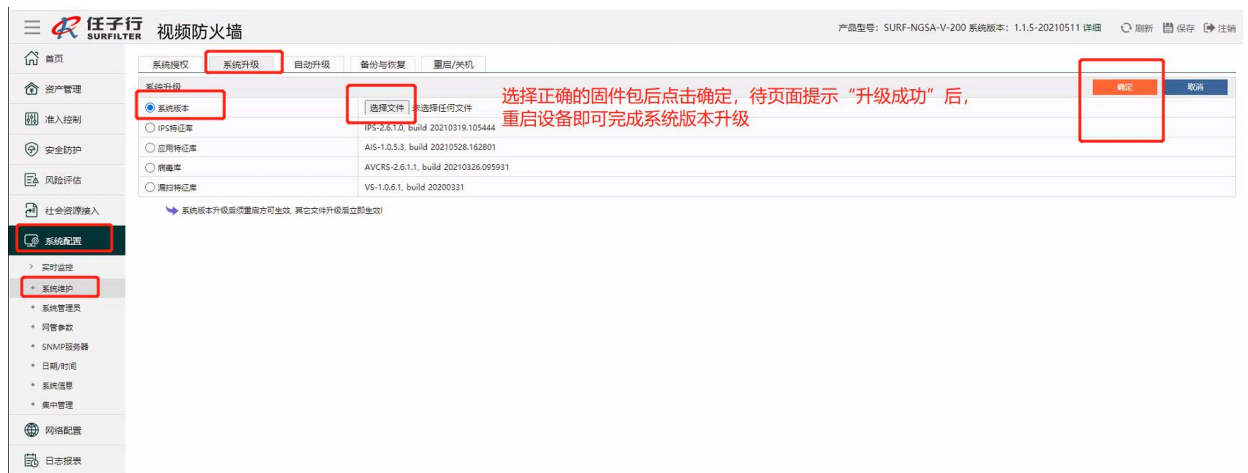 任子行
SURFILTER
视频防火墙
产品型号：SURF-NGSA-V-200 系统版本：1.1.5-20210511 详细 刷新 保存 注销
首页
资产管理
准入控制
安全防护
风险评估
社会资源接入
系统配置
实时监控
系统维护
系统管理员
网管参数
SNMP服务器
日期/时间
系统信息
集中管理
网络配置
日志报表
系统授权 系统升级 自动升级 备份与恢复 重启/关机
系统升级 确定 取消
系统版本 选择文件 未选择任何文件
IPS特征库 IPS-2.6.1.0, build 20210319.105444
应用特征库 AIS-1.0.5.3, build 20210528.162801
病毒库 AVCRS-2.6.1.1, build 20210326.095931
漏扫特征库 VS-1.0.6.1, build 20200331
系统版本升级后须重启方可生效, 其它文件升级后立即生效!
选择正确的固件包后点击确定，待页面提示“升级成功”后，
重启设备即可完成系统版本升级